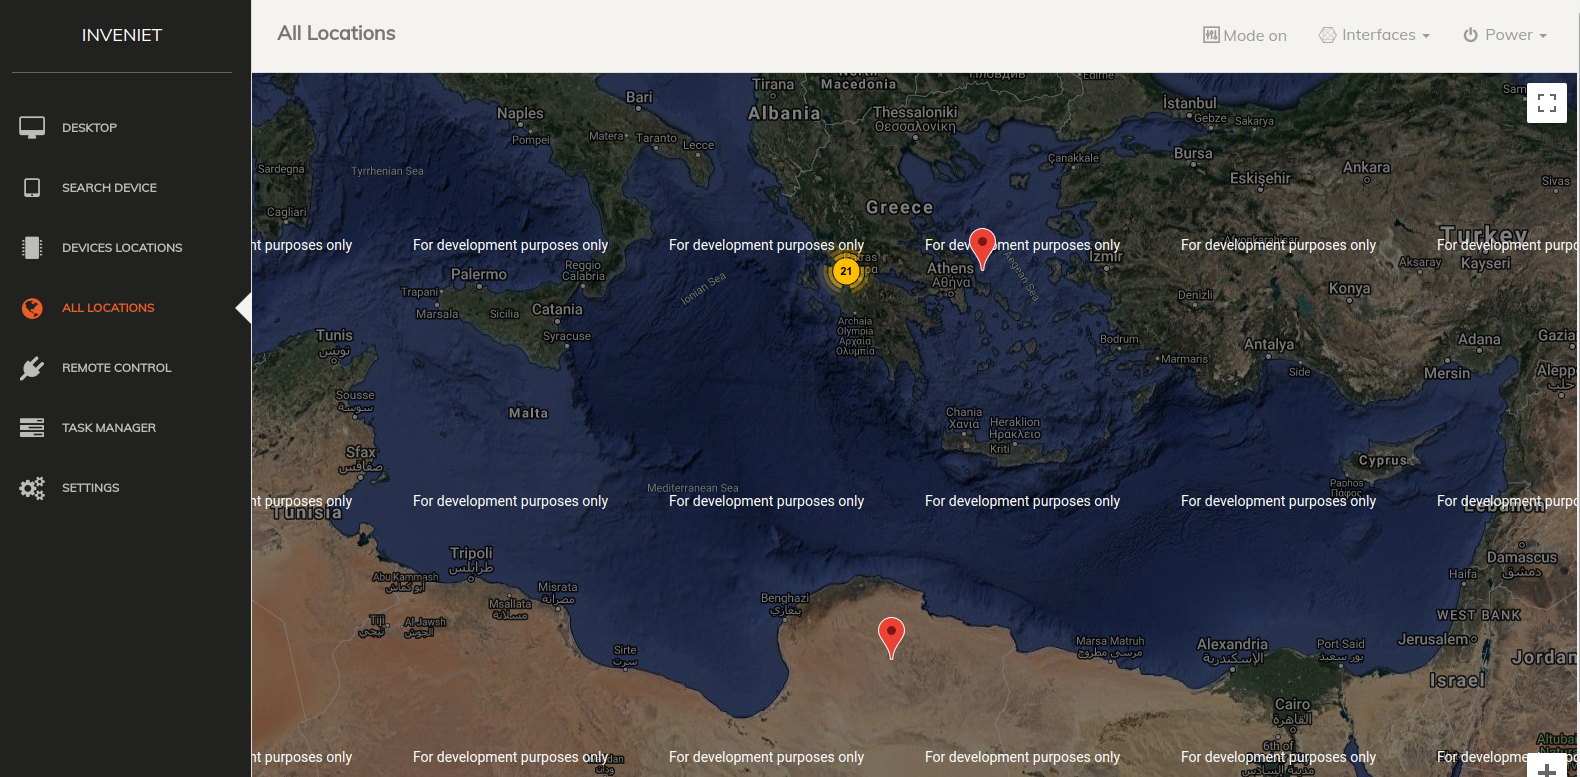 INVENIET
DESKTOP
SEARCH DEVICE
DEVICES LOCATIONS
ALL LOCATIONS
REMOTE CONTROL
TASK MANAGER
SETTINGS
All Locations
Mode on
Interfaces
Power
Tirana
Macedonia
Edirne
Bari
Albania
Thessaloniki
Θεσσαλονίκη
İstanbul
Gebze
Sakarya
Naples
Pompei
Matera
Taranto
Lecce
Sardegna
Tyrrhenian Sea
Çanakkale
Bursa
Ankara
Eskişehir
Sivas
Cagliari
Greece
Turkey
nt purposes only
For development purposes only
For development purposes only
For development purposes only
For development purposes only
For development purpo
21
Palermo
Reggio
Calabria
Ionian Sea
Athens
Αθήνα
Aegean Sea
Izmir
Aksaray
Kayseri
Trapani
Marsala
Sicilia
Catania
Syracuse
Denizli
Konya
Archaia
Olympia
Αρχαία
Ολυμπία
Tunis
تونس
Bodrum
Marmaris
Antalya
Side
Adana
Gazia
Mersin
Alepp
حلب
Sousse
سوسة
Malta
Chania
Χανιά
Heraklion
Ηράκλειο
Kriti
Sfax
صفاقس
Cyprus
Paphos
Πάφος
Mediterranean Sea
nt purposes only
For development purposes only
For development purposes only
For development purposes only
For development purposes only
For development purpo
Tunisia
Lebanon
Tripoli
طرابلس
Damascus
دمشق
Abu Kammash
أبو كماش
Misrata
مصراتة
Haifa
Benghazi
بنغازي
Msallata
مسلاتة
WEST BANK
Tiji
تيجي
Al Jawsh
الجوش
Sirte
سرت
Marsa Matruh
مرسى مطروح
Alexandria
الإسكندرية
Port Said
بور سعيد
Jerusalem
Jordan
Israel
Cairo
القاهرة
6th of
مدينة السادس
nt purposes only
For development purposes only
For development purposes only
For development purposes only
For development purposes only
For development purpo
ودان